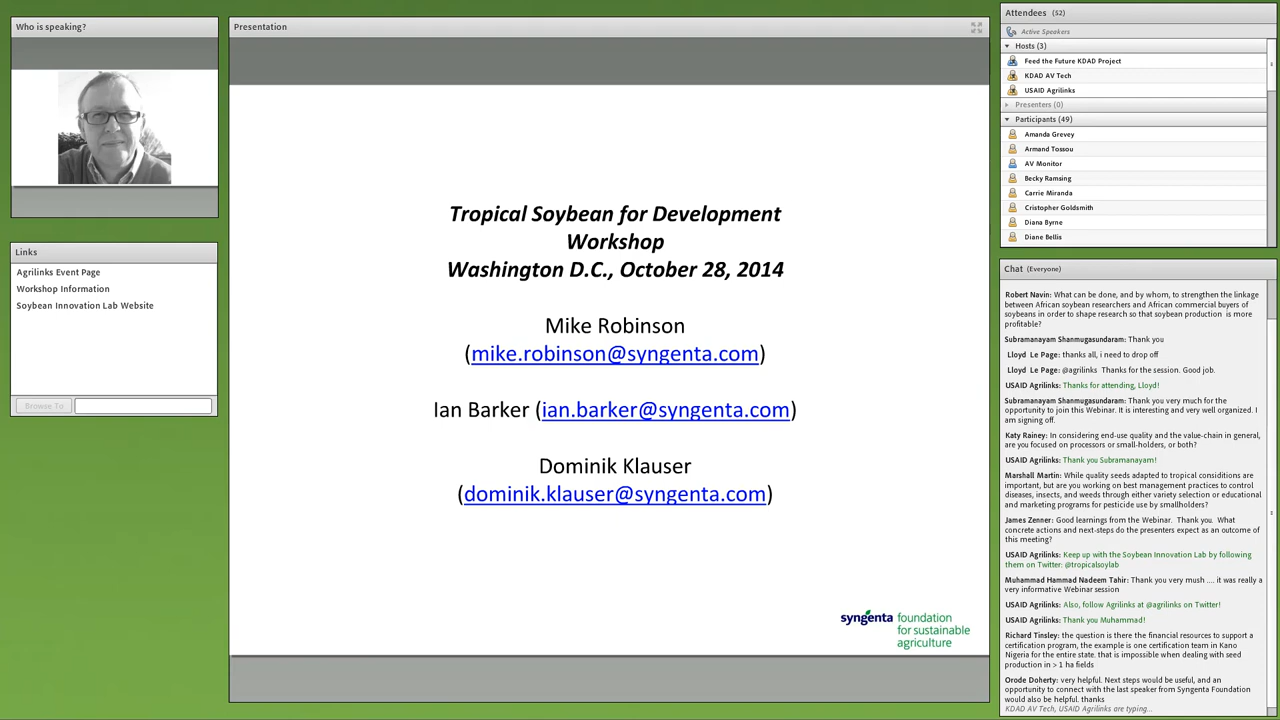 Who is speaking?
Links
Agrilinks Event Page
Workshop Information
Soybean Innovation Lab Website
Browse To
Presentation
Tropical Soybean for Development
Workshop
Washington D.C., October 28, 2014
Mike Robinson
(mike.robinson@syngenta.com)
Ian Barker (ian.barker@syngenta.com)
Dominik Klauser
(dominik.klauser@syngenta.com)
syngenta foundation
for sustainable
agriculture
Attendees (52)
Active Speakers
Hosts (3)
Feed the Future KDAD Project
KDAD AV Tech
USAID Agrilinks
Presenters (0)
Participants (49)
Amanda Grevey
Armand Tossou
AV Monitor
Becky Ramsing
Carrie Miranda
Cristopher Goldsmith
Diana Byrne
Diane Bellis
Chat (Everyone)
Robert Navin: What can be done, and by whom, to strengthen the linkage
between African soybean researchers and African commercial buyers of
soybeans in order to shape research so that soybean production is more
profitable?
Subramanayam Shanmugasundaram: Thank you
Lloyd Le Page: thanks all, i need to drop off
Lloyd Le Page: @agrilinks Thanks for the session. Good job.
USAID Agrilinks: Thanks for attending, Lloyd!
Subramanayam Shanmugasundaram: Thank you very much for the
opportunity to join this Webinar. It is interesting and very well organized. I
am signing off.
Katy Rainey: In considering end-use quality and the value-chain in general,
are you focused on processors or small-holders, or both?
USAID Agrilinks: Thank you Subramanayam!
Marshall Martin: While quality seeds adapted to tropical considitions are
important, but are you working on best management practices to control
diseases, insects, and weeds through either variety selection or educational
and marketing programs for pesticide use by smallholders?
James Zenner: Good learnings from the Webinar. Thank you. What
concrete actions and next-steps do the presenters expect as an outcome of
this meeting?
USAID Agrilinks: Keep up with the Soybean Innovation Lab by following
them on Twitter: @tropicalsoylab
Muhammad Hammad Nadeem Tahir: Thank you very mush .... it was really a
very informative Webinar session
USAID Agrilinks: Also, follow Agrilinks at @agrilinks on Twitter!
USAID Agrilinks: Thank you Muhammad!
Richard Tinsley: the question is there the financial resources to support a
certification program, the example is one certification team in Kano
Nigeria for the entire state. that is impossible when dealing with seed
production in > 1 ha fields
Orode Doherty: very helpful. Next steps would be useful, and an
opportunity to connect with the last speaker from Syngenta Foundation
would also be helpful. thanks
KDAD AV Tech, USAID Agrilinks are typing...